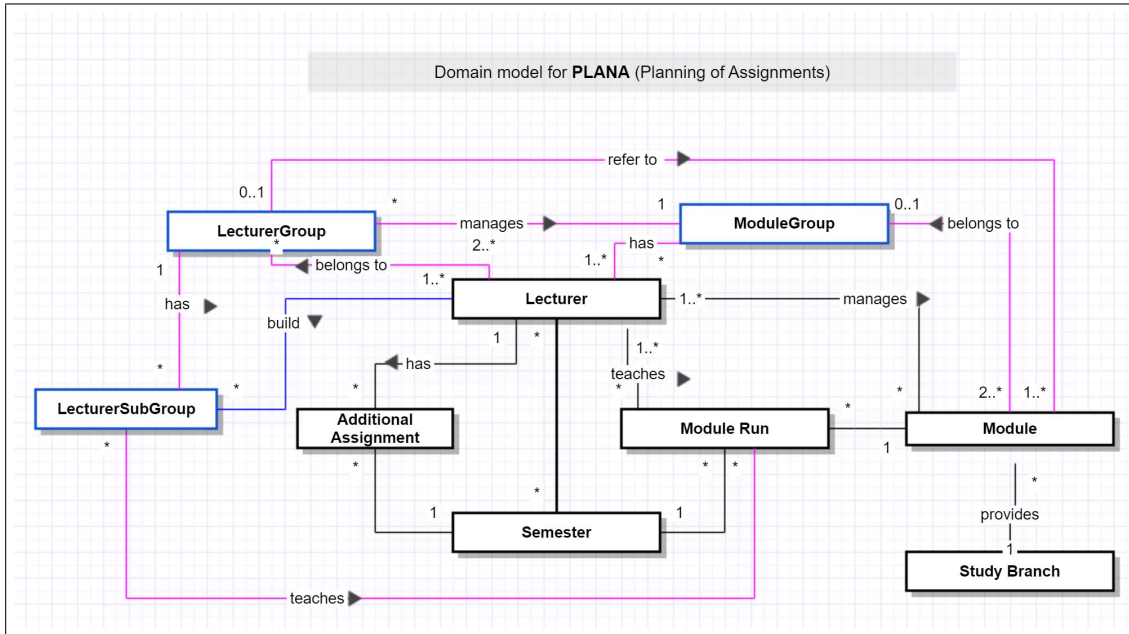 Domain model for PLANA (Planning of Assignments)
refer to
0..1
*
1
0..1
LecturerGroup
manages
ModuleGroup
belongs to
*
2..*
has
1
belongs to
1..*
1..*
*
has
build
Lecturer
1..*
manages
1
*
1..*
has
teaches
*
*
*
*
*
2..*
1..*
LecturerSubGroup
Additional
Assignment
Module Run
*
1
Module
*
*
*
*
*
*
1
1
provides
Semester
1
Study Branch
teaches